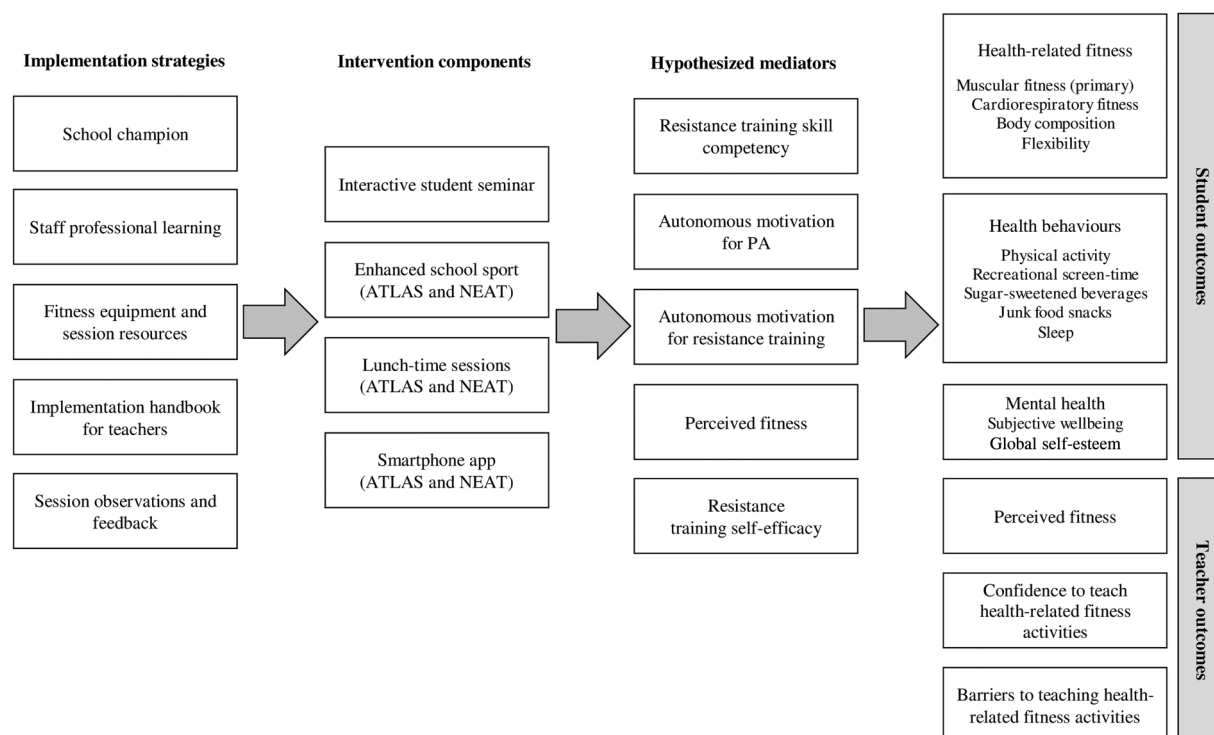 Implementation strategies
School champion
Staff professional learning
Fitness equipment and
session resources
Implementation handbook
for teachers
Session observations and
feedback
Intervention components
Interactive student seminar
Enhanced school sport
(ATLAS and NEAT)
Lunch-time sessions
(ATLAS and NEAT)
Smartphone app
(ATLAS and NEAT)
Hypothesized mediators
Resistance training skill
competency
Autonomous motivation
for PA
Autonomous motivation
for resistance training
Perceived fitness
Resistance
training self-efficacy
Health-related fitness
Muscular fitness (primary)
Cardiorespiratory fitness
Body composition
Flexibility
Health behaviours
Physical activity
Recreational screen-time
Sugar-sweetened beverages
Junk food snacks
Sleep
Mental health
Subjective wellbeing
Global self-esteem
Student outcomes
Perceived fitness
Confidence to teach
health-related fitness
activities
Barriers to teaching health-
related fitness activities
Teacher outcomes